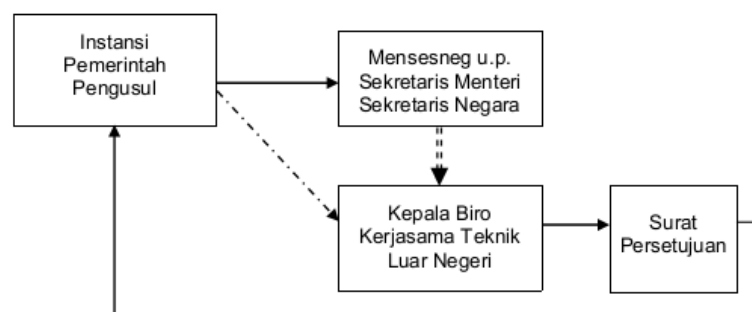 Instansi
Pemerintah
Pengusul
Mensesneg u.p.
Sekretaris Menteri
Sekretaris Negara
Kepala Biro
Kerjasama Teknik
Luar Negeri
Surat
Persetujuan